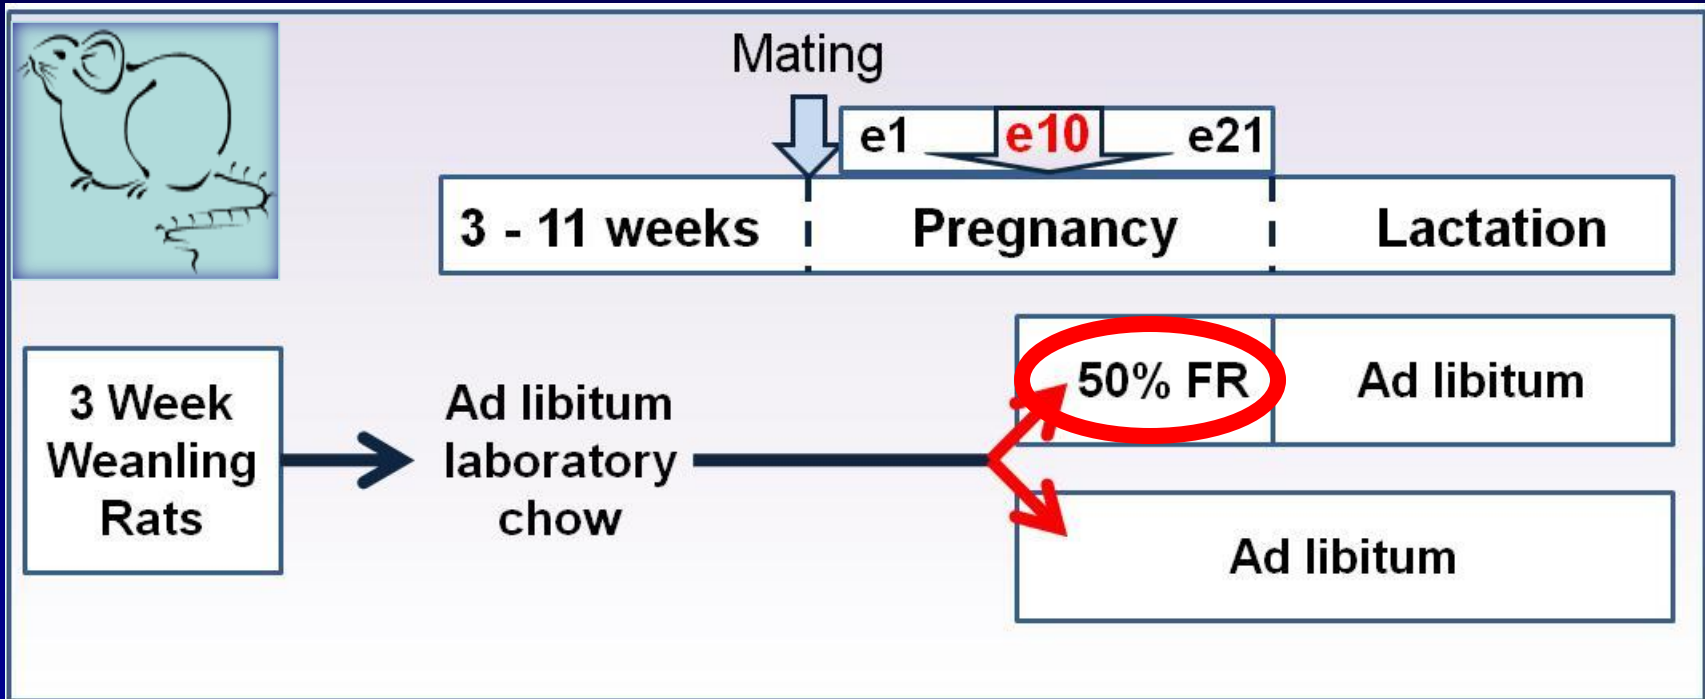 Mating
e1 e10 e21
3 - 11 weeks Pregnancy Lactation
3 Week
Weanling
Rats
Ad libitum
laboratory
chow
50% FR Ad libitum
Ad libitum